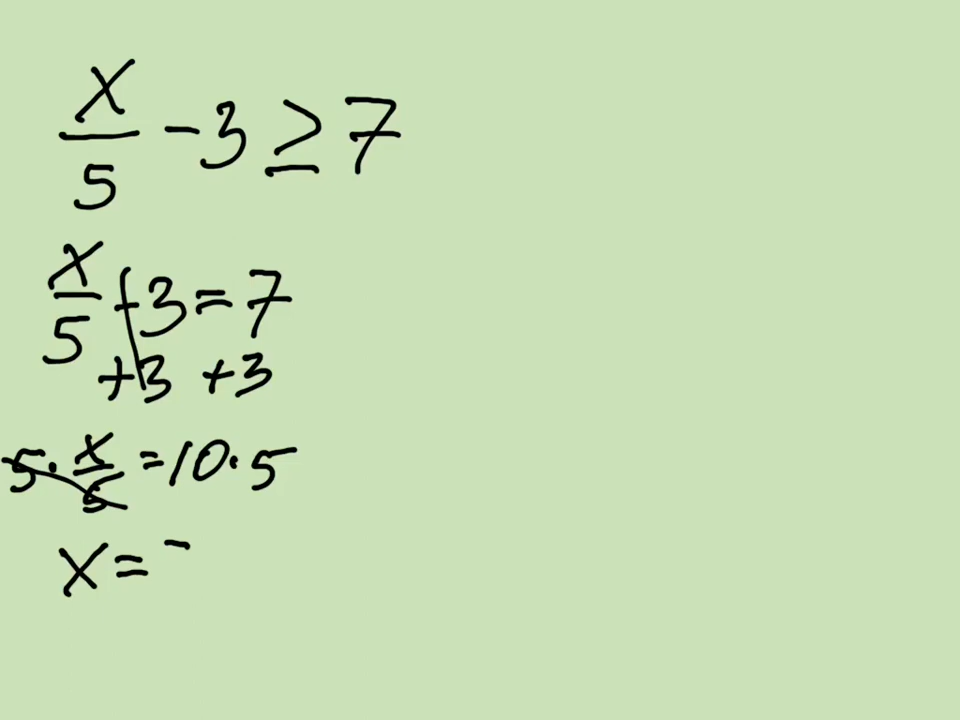 x/5 - 3 ≥ 7
x/5 - 3 = 7
+3 +3
5 · x/5 = 10 · 5
x =